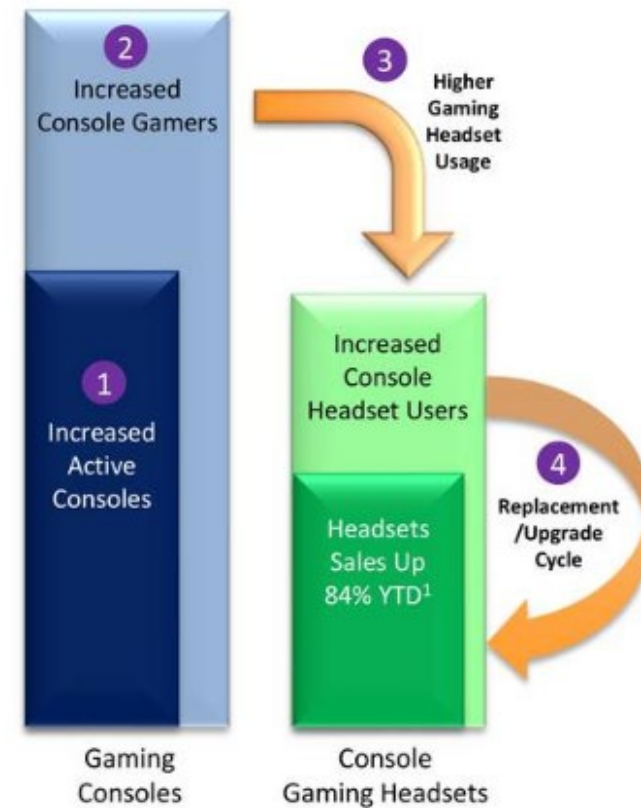 2
Increased
Console Gamers
3
Higher
Gaming
Headset
Usage
1
Increased
Active
Consoles
Increased
Console
Headset Users
4
Replacement
/Upgrade
Cycle
Headsets
Sales Up
84% YTD¹
Gaming
Consoles
Console
Gaming Headsets